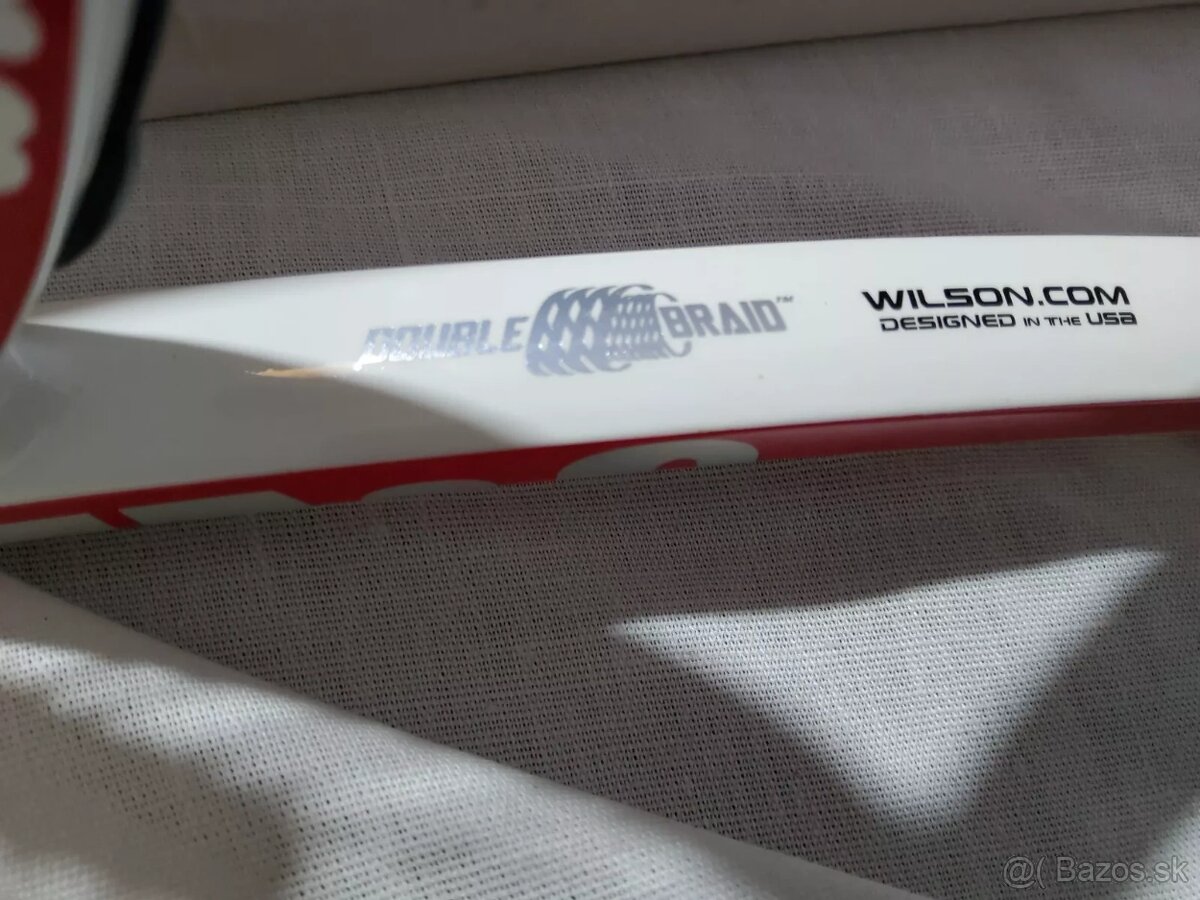 DOUBLE BRAID™
WILSON.COM
DESIGNED IN THE USA
@( Bazos.sk